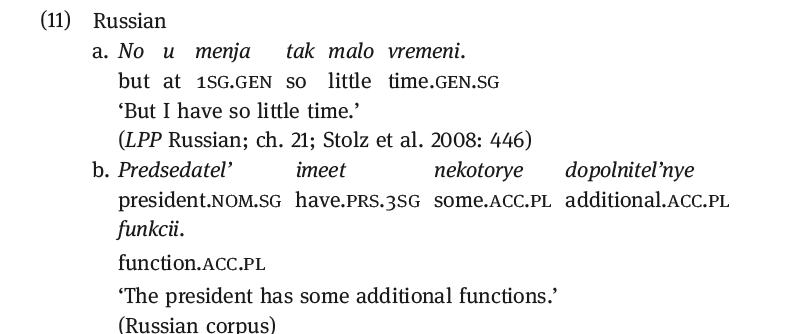 (11) Russian
a. No u menja tak malo vremeni.
but at 1SG.GEN so little time.GEN.SG
‘But I have so little time.’
(LPP Russian; ch. 21; Stolz et al. 2008: 446)
b. Predsedatel’ imeet nekotorye dopolnitel’nye
president.NOM.SG have.PRS.3SG some.ACC.PL additional.ACC.PL
funkcii.
function.ACC.PL
‘The president has some additional functions.’
(Russian corpus)